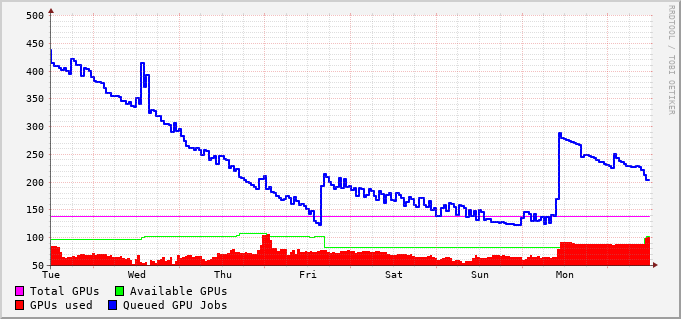 500
450
400
350
300
250
200
150
100
50
Tue Wed Thu Fri Sat Sun Mon
Total GPUs Available GPUs
GPUs used Queued GPU Jobs
RRDTOOL / TOBI OETIKER